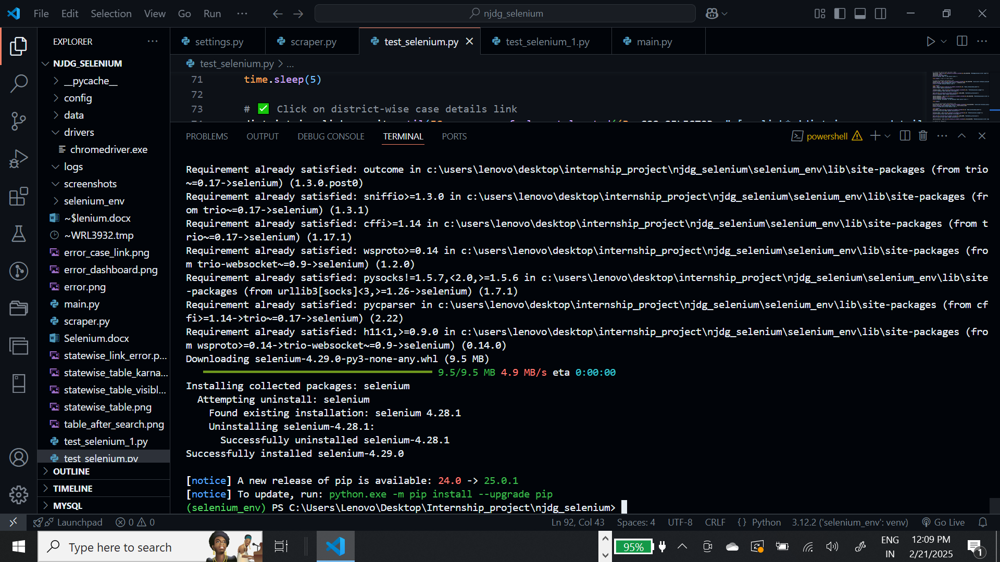 File Edit Selection View Go Run ··· njdg_selenium
EXPLORER ···
NJDG_SELENIUM
__pycache__
config
data
drivers
chromedriver.exe
logs
screenshots
selenium_env
~$lenium.docx
~WRL3932.tmp
error_case_link.png
error_dashboard.png
error.png
main.py
scraper.py
Selenium.docx
statewise_link_error.p...
statewise_table_karna...
statewise_table_visibl...
statewise_table.png
table_after_search.png
test_selenium_1.py
test_selenium.py
OUTLINE
TIMELINE
MYSQL
settings.py scraper.py test_selenium.py test_selenium_1.py main.py
test_selenium.py > ...
71 time.sleep(5)
72
73 # ✅ Click on district-wise case details link
PROBLEMS OUTPUT DEBUG CONSOLE TERMINAL PORTS powershell
Requirement already satisfied: outcome in c:\users\lenovo\desktop\internship_project\njdg_selenium\selenium_env\lib\site-packages (from trio
~=0.17->selenium) (1.3.0.post0)
Requirement already satisfied: sniffio>=1.3.0 in c:\users\lenovo\desktop\internship_project\njdg_selenium\selenium_env\lib\site-packages (fr
om trio~=0.17->selenium) (1.3.1)
Requirement already satisfied: cffi>=1.14 in c:\users\lenovo\desktop\internship_project\njdg_selenium\selenium_env\lib\site-packages (from t
rio~=0.17->selenium) (1.17.1)
Requirement already satisfied: wsproto>=0.14 in c:\users\lenovo\desktop\internship_project\njdg_selenium\selenium_env\lib\site-packages (fro
m trio-websocket~=0.9->selenium) (1.2.0)
Requirement already satisfied: pysocks!=1.5.7,<2.0,>=1.5.6 in c:\users\lenovo\desktop\internship_project\njdg_selenium\selenium_env\lib\site
-packages (from urllib3[socks]<3,>=1.26->selenium) (1.7.1)
Requirement already satisfied: pycparser in c:\users\lenovo\desktop\internship_project\njdg_selenium\selenium_env\lib\site-packages (from cf
fi>=1.14->trio~=0.17->selenium) (2.22)
Requirement already satisfied: h11<1,>=0.9.0 in c:\users\lenovo\desktop\internship_project\njdg_selenium\selenium_env\lib\site-packages (fro
m wsproto>=0.14->trio-websocket~=0.9->selenium) (0.14.0)
Downloading selenium-4.29.0-py3-none-any.whl (9.5 MB)
9.5/9.5 MB 4.9 MB/s eta 0:00:00
Installing collected packages: selenium
Attempting uninstall: selenium
Found existing installation: selenium 4.28.1
Uninstalling selenium-4.28.1:
Successfully uninstalled selenium-4.28.1
Successfully installed selenium-4.29.0
[notice] A new release of pip is available: 24.0 -> 25.0.1
[notice] To update, run: python.exe -m pip install --upgrade pip
(selenium_env) PS C:\Users\Lenovo\Desktop\Internship_project\njdg_selenium>
Launchpad 0 0 Ln 92, Col 43 Spaces: 4 UTF-8 CRLF {} Python 3.12.2 ('selenium_env': venv) Go Live
Type here to search 95% ENG 12:09 PM
IN 2/21/2025 1